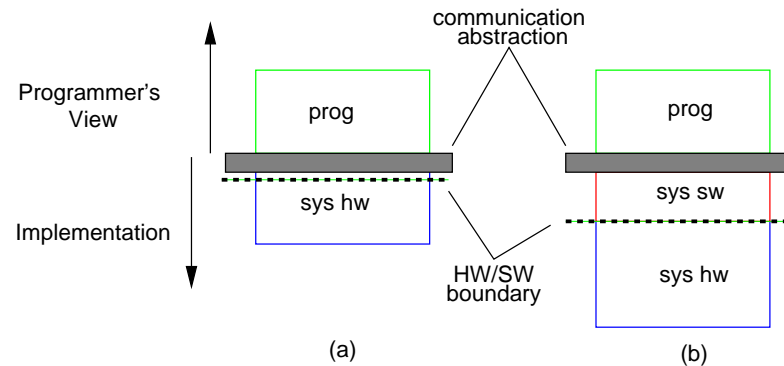 communication
abstraction
Programmer's
View
prog
prog
sys hw
sys sw
Implementation
HW/SW
boundary
sys hw
(a)
(b)